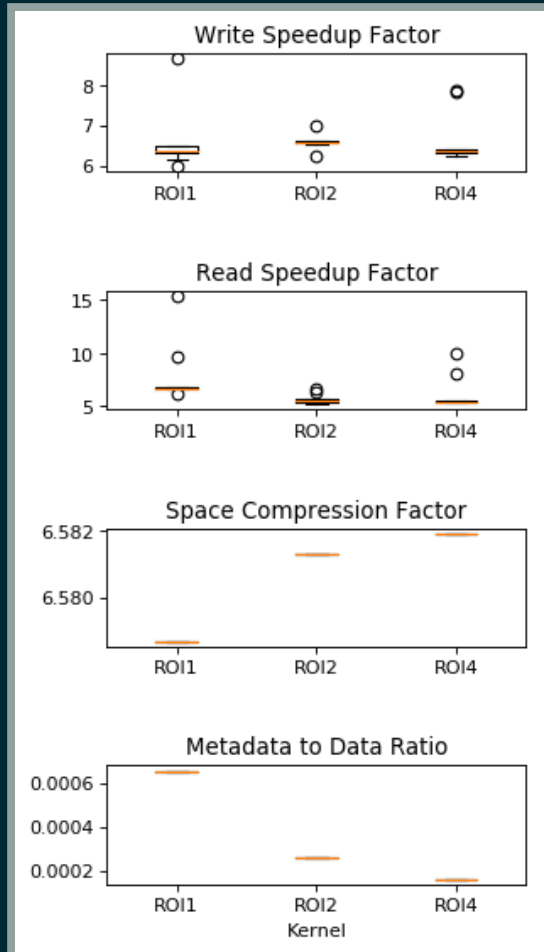 Write Speedup Factor
8
7
6
ROI1 ROI2 ROI4
Read Speedup Factor
15
10
5
ROI1 ROI2 ROI4
Space Compression Factor
6.582
6.580
ROI1 ROI2 ROI4
Metadata to Data Ratio
0.0006
0.0004
0.0002
ROI1 ROI2 ROI4
Kernel